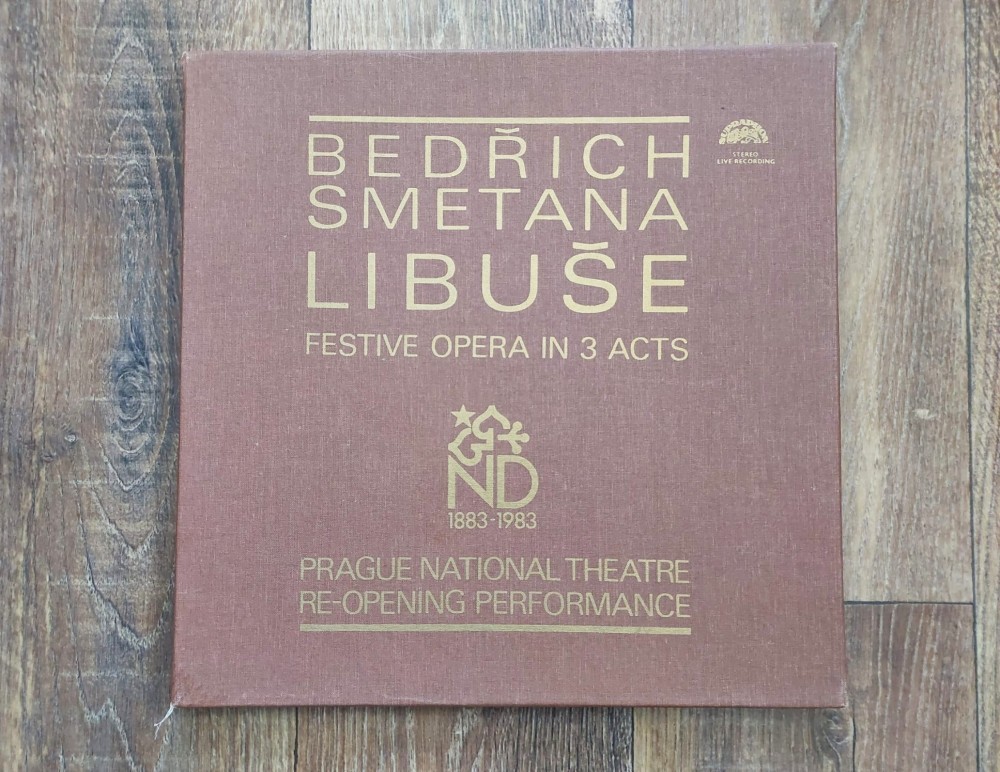 BEDŘICH
SMETANA
LIBUŠE
FESTIVE OPERA IN 3 ACTS
SUPRAPHON
STEREO
LIVE RECORDING
ND
1883-1983
PRAGUE NATIONAL THEATRE
RE-OPENING PERFORMANCE